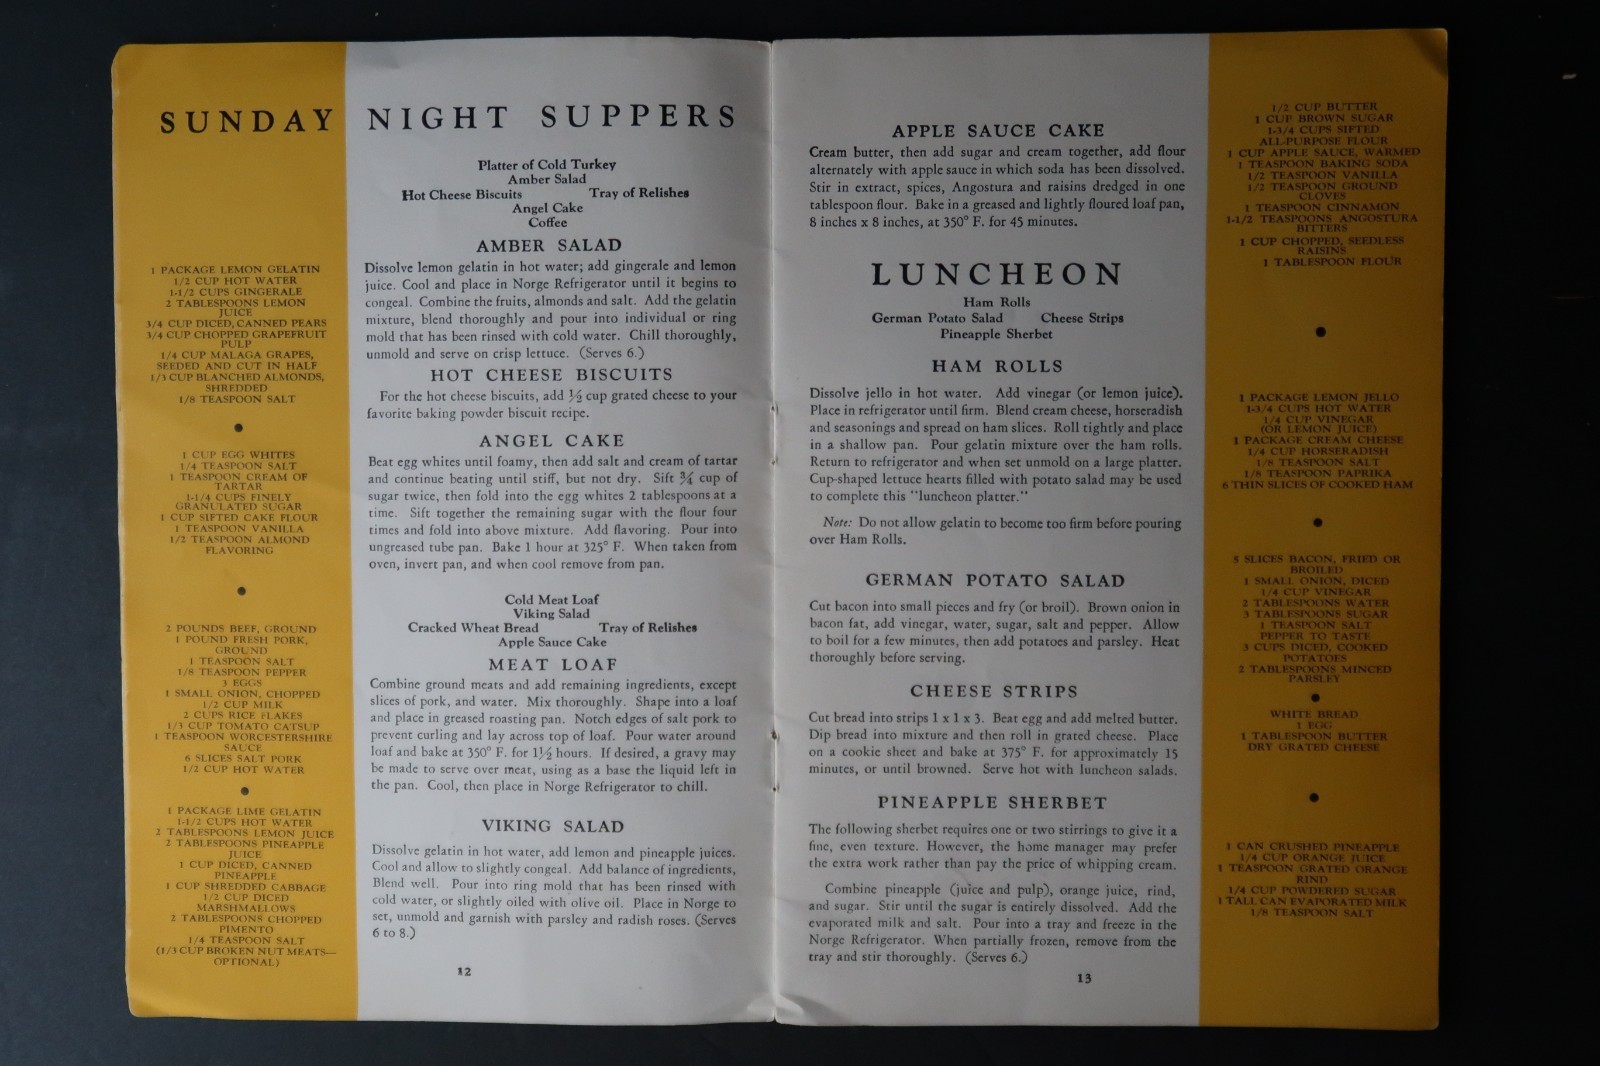 SUNDAY NIGHT SUPPERS
Platter of Cold Turkey
Amber Salad
Hot Cheese Biscuits Tray of Relishes
Angel Cake
Coffee
AMBER SALAD
1 PACKAGE LEMON GELATIN
1/2 CUP HOT WATER
1-1/2 CUPS GINGERALE
2 TABLESPOONS LEMON
JUICE
3/4 CUP DICED, CANNED PEARS
3/4 CUP CHOPPED GRAPEFRUIT
PULP
1/4 CUP MALAGA GRAPES,
SEEDED AND CUT IN HALF
1/3 CUP BLANCHED ALMONDS,
SHREDDED
1/8 TEASPOON SALT
Dissolve lemon gelatin in hot water; add gingerale and lemon
juice. Cool and place in Norge Refrigerator until it begins to
congeal. Combine the fruits, almonds and salt. Add the gelatin
mixture, blend thoroughly and pour into individual or ring
mold that has been rinsed with cold water. Chill thoroughly,
unmold and serve on crisp lettuce. (Serves 6.)
HOT CHEESE BISCUITS
For the hot cheese biscuits, add ½ cup grated cheese to your
favorite baking powder biscuit recipe.
ANGEL CAKE
1 CUP EGG WHITES
1/4 TEASPOON SALT
1 TEASPOON CREAM OF
TARTAR
1-1/4 CUPS FINELY
GRANULATED SUGAR
1 CUP SIFTED CAKE FLOUR
1 TEASPOON VANILLA
1/2 TEASPOON ALMOND
FLAVORING
Beat egg whites until foamy, then add salt and cream of tartar
and continue beating until stiff, but not dry. Sift ¾ cup of
sugar twice, then fold into the egg whites 2 tablespoons at a
time. Sift together the remaining sugar with the flour four
times and fold into above mixture. Add flavoring. Pour into
ungreased tube pan. Bake 1 hour at 325° F. When taken from
oven, invert pan, and when cool remove from pan.
Cold Meat Loaf
Viking Salad
Cracked Wheat Bread Tray of Relishes
Apple Sauce Cake
MEAT LOAF
2 POUNDS BEEF, GROUND
1 POUND FRESH PORK,
GROUND
1 TEASPOON SALT
1/8 TEASPOON PEPPER
3 EGGS
1 SMALL ONION, CHOPPED
1/2 CUP MILK
2 CUPS RICE FLAKES
1/3 CUP TOMATO CATSUP
1 TEASPOON WORCESTERSHIRE
SAUCE
6 SLICES SALT PORK
1/2 CUP HOT WATER
Combine ground meats and add remaining ingredients, except
slices of pork, and water. Mix thoroughly. Shape into a loaf
and place in greased roasting pan. Notch edges of salt pork to
prevent curling and lay across top of loaf. Pour water around
loaf and bake at 350° F. for 1½ hours. If desired, a gravy may
be made to serve over meat, using as a base the liquid left in
the pan. Cool, then place in Norge Refrigerator to chill.
VIKING SALAD
1 PACKAGE LIME GELATIN
1-1/2 CUPS HOT WATER
2 TABLESPOONS LEMON JUICE
2 TABLESPOONS PINEAPPLE
JUICE
1 CUP DICED, CANNED
PINEAPPLE
1 CUP SHREDDED CABBAGE
1/2 CUP DICED
MARSHMALLOWS
2 TABLESPOONS CHOPPED
PIMENTO
1/4 TEASPOON SALT
(1/3 CUP BROKEN NUT MEATS—
OPTIONAL)
Dissolve gelatin in hot water, add lemon and pineapple juices.
Cool and allow to slightly congeal. Add balance of ingredients,
Blend well. Pour into ring mold that has been rinsed with
cold water, or slightly oiled with olive oil. Place in Norge to
set, unmold and garnish with parsley and radish roses. (Serves
6 to 8.)
12
APPLE SAUCE CAKE
Cream butter, then add sugar and cream together, add flour
alternately with apple sauce in which soda has been dissolved.
Stir in extract, spices, Angostura and raisins dredged in one
tablespoon flour. Bake in a greased and lightly floured loaf pan,
8 inches x 8 inches, at 350° F. for 45 minutes.
1/2 CUP BUTTER
1 CUP BROWN SUGAR
1-3/4 CUPS SIFTED
ALL-PURPOSE FLOUR
1 CUP APPLE SAUCE, WARMED
1 TEASPOON BAKING SODA
1/2 TEASPOON VANILLA
1/2 TEASPOON GROUND
CLOVES
1 TEASPOON CINNAMON
1-1/2 TEASPOONS ANGOSTURA
BITTERS
1 CUP CHOPPED, SEEDLESS
RAISINS
1 TABLESPOON FLOUR
LUNCHEON
Ham Rolls
German Potato Salad Cheese Strips
Pineapple Sherbet
HAM ROLLS
Dissolve jello in hot water. Add vinegar (or lemon juice).
Place in refrigerator until firm. Blend cream cheese, horseradish
and seasonings and spread on ham slices. Roll tightly and place
in a shallow pan. Pour gelatin mixture over the ham rolls.
Return to refrigerator and when set unmold on a large platter.
Cup-shaped lettuce hearts filled with potato salad may be used
to complete this "luncheon platter."
Note: Do not allow gelatin to become too firm before pouring
over Ham Rolls.
1 PACKAGE LEMON JELLO
1-3/4 CUPS HOT WATER
1/4 CUP VINEGAR
(OR LEMON JUICE)
1 PACKAGE CREAM CHEESE
1/4 CUP HORSERADISH
1/8 TEASPOON SALT
1/8 TEASPOON PAPRIKA
6 THIN SLICES OF COOKED HAM
GERMAN POTATO SALAD
Cut bacon into small pieces and fry (or broil). Brown onion in
bacon fat, add vinegar, water, sugar, salt and pepper. Allow
to boil for a few minutes, then add potatoes and parsley. Heat
thoroughly before serving.
5 SLICES BACON, FRIED OR
BROILED
1 SMALL ONION, DICED
1/4 CUP VINEGAR
2 TABLESPOONS WATER
3 TABLESPOONS SUGAR
1 TEASPOON SALT
PEPPER TO TASTE
3 CUPS DICED, COOKED
POTATOES
2 TABLESPOONS MINCED
PARSLEY
CHEESE STRIPS
Cut bread into strips 1 x 1 x 3. Beat egg and add melted butter.
Dip bread into mixture and then roll in grated cheese. Place
on a cookie sheet and bake at 375° F. for approximately 15
minutes, or until browned. Serve hot with luncheon salads.
WHITE BREAD
1 EGG
1 TABLESPOON BUTTER
DRY GRATED CHEESE
PINEAPPLE SHERBET
The following sherbet requires one or two stirrings to give it a
fine, even texture. However, the home manager may prefer
the extra work rather than pay the price of whipping cream.
Combine pineapple (juice and pulp), orange juice, rind,
and sugar. Stir until the sugar is entirely dissolved. Add the
evaporated milk and salt. Pour into a tray and freeze in the
Norge Refrigerator. When partially frozen, remove from the
tray and stir thoroughly. (Serves 6.)
1 CAN CRUSHED PINEAPPLE
1/4 CUP ORANGE JUICE
1 TEASPOON GRATED ORANGE
RIND
1/4 CUP POWDERED SUGAR
1 TALL CAN EVAPORATED MILK
1/8 TEASPOON SALT
13